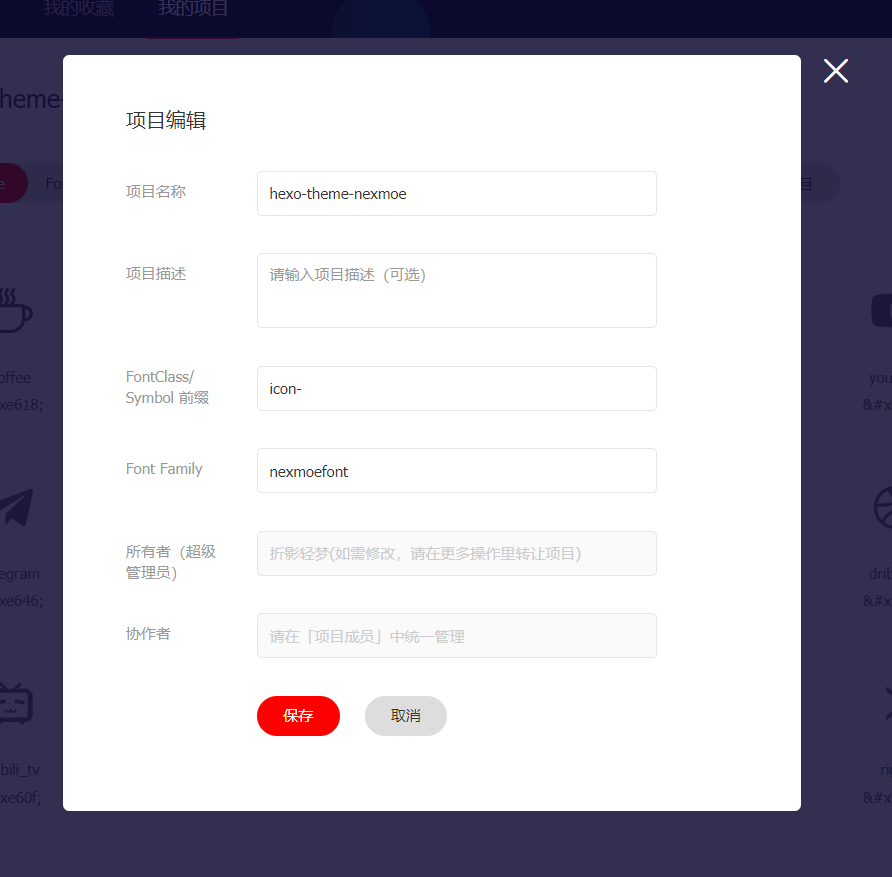 我的收藏 我的项目
项目编辑
项目名称
hexo-theme-nexmoe
项目描述
请输入项目描述（可选）
FontClass/
Symbol 前缀
icon-
Font Family
nexmoefont
所有者（超级
管理员）
折影轻梦(如需修改，请在更多操作里转让项目)
协作者
请在「项目成员」中统一管理
保存 取消
heme-
e Fo 目
offee you
xe618; &#x
egram drib
xe646; &#x
bili_tv ri
xe60f; &#x